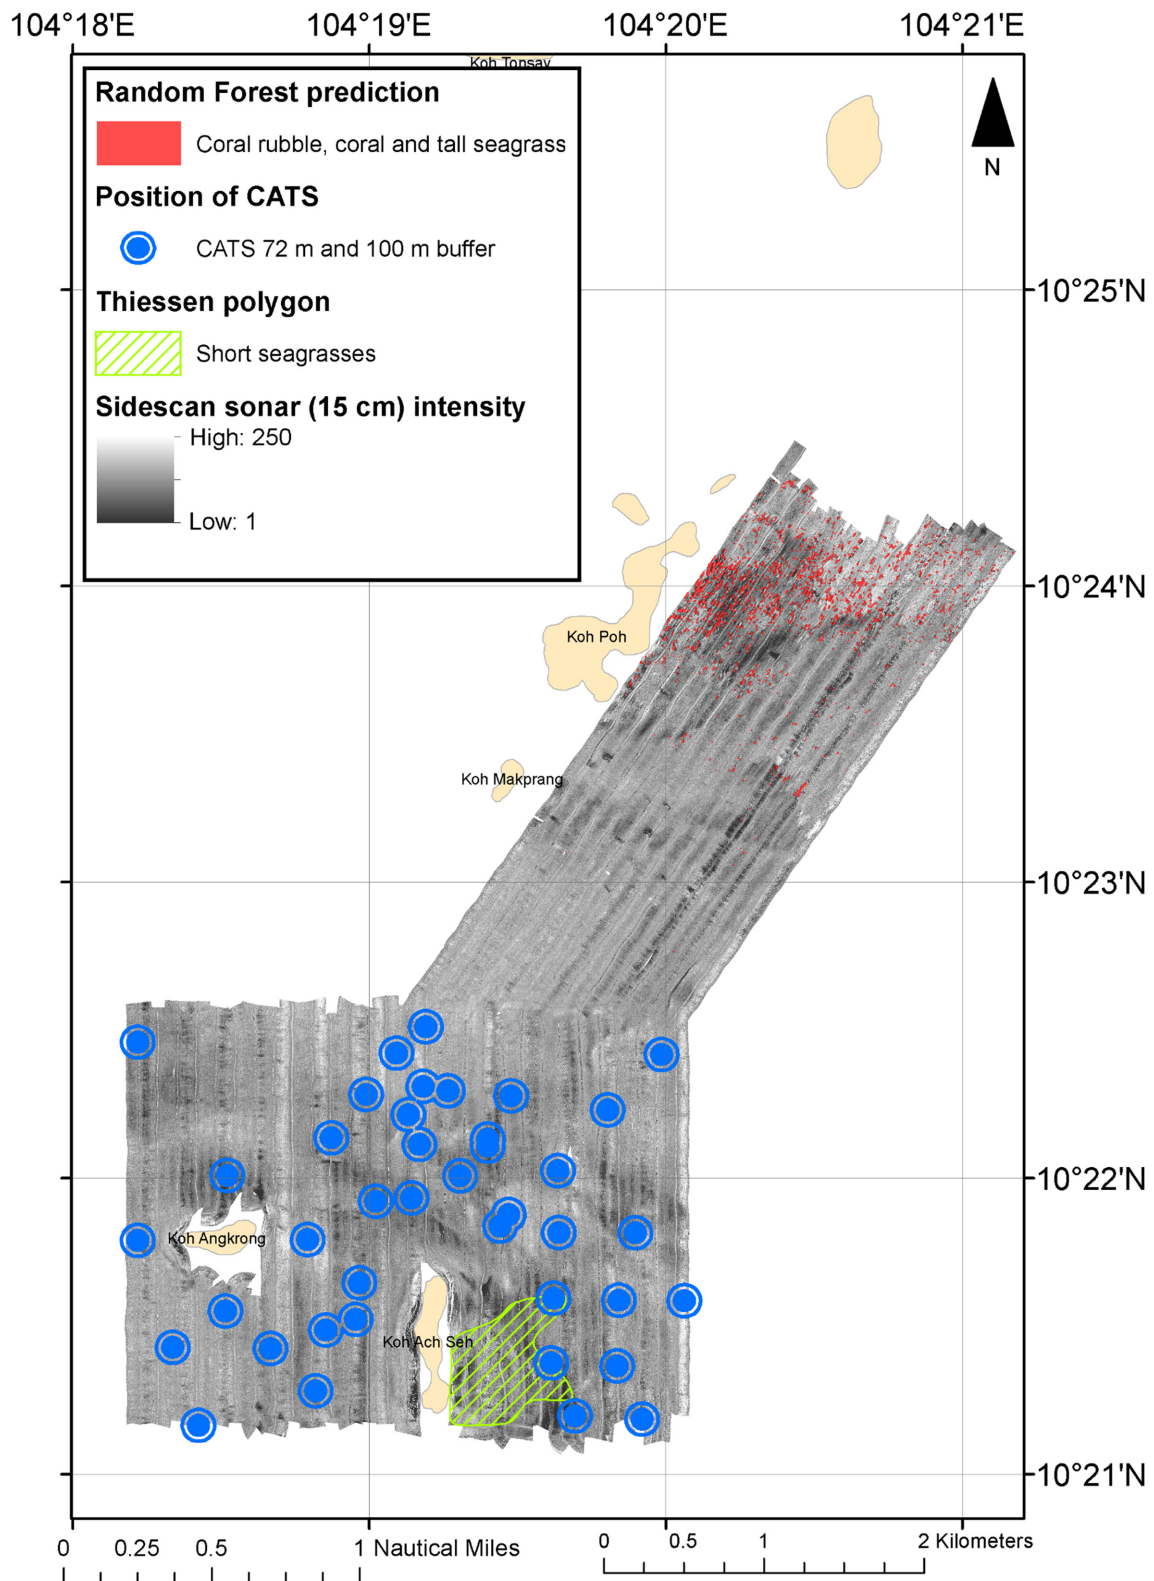 104°18'E 104°19'E 104°20'E 104°21'E
Koh Tonsay
Random Forest prediction
Coral rubble, coral and tall seagrass
Position of CATS
CATS 72 m and 100 m buffer
Thiessen polygon
Short seagrasses
Sidescan sonar (15 cm) intensity
High: 250
Low: 1
N
10°25'N
10°24'N
Koh Poh
Koh Makprang
10°23'N
10°22'N
Koh Angkrong
Koh Ach Seh
10°21'N
0 0.25 0.5 1 Nautical Miles
0 0.5 1 2 Kilometers